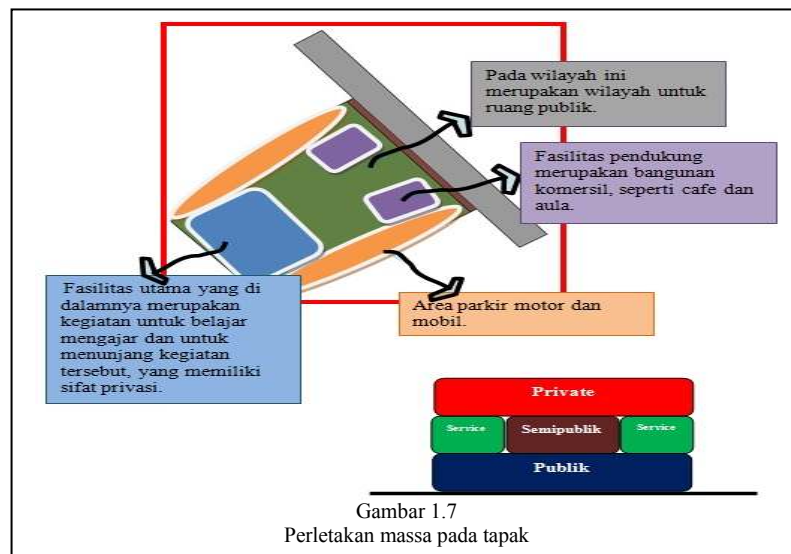 Pada wilayah ini
merupakan wilayah untuk
ruang publik.
Fasilitas pendukung
merupakan bangunan
komersil, seperti cafe dan
aula.
Fasilitas utama yang di
dalamnya merupakan
kegiatan untuk belajar
mengajar dan untuk
menunjang kegiatan
tersebut, yang memiliki
sifat privasi.
Area parkir motor dan
mobil.
Private
Service Semipublik Service
Publik
Gambar 1.7
Perletakan massa pada tapak